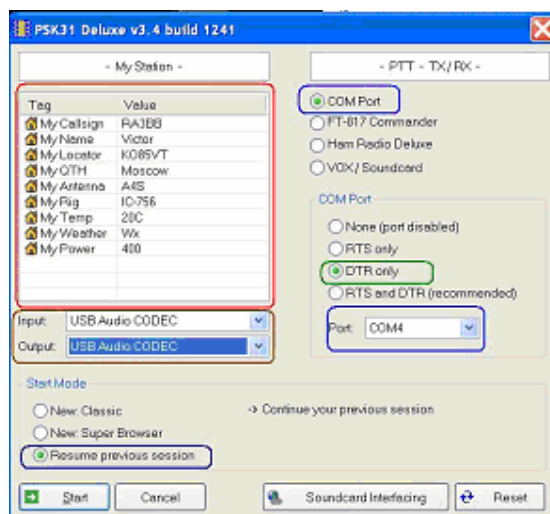 PSK31 Deluxe v3.4 build 1241
- My Station -
- PTT - TX/RX -
Tag Value
My Callsign RA3BB
My Name Victor
My Locator KO85VT
My QTH Moscow
My Antenna A4S
My Rig IC-756
My Temp 20C
My Weather Wx
My Power 400
Input: USB Audio CODEC
Output: USB Audio CODEC
COM Port
FT-817 Commander
Ham Radio Deluxe
VOX/Soundcard
COM Port
None (port disabled)
RTS only
DTR only
RTS and DTR (recommended)
Port: COM4
Start Mode
New: Classic
New: Super Browser
Resume previous session
-> Continue your previous session
Start
Cancel
Soundcard Interfacing
Reset